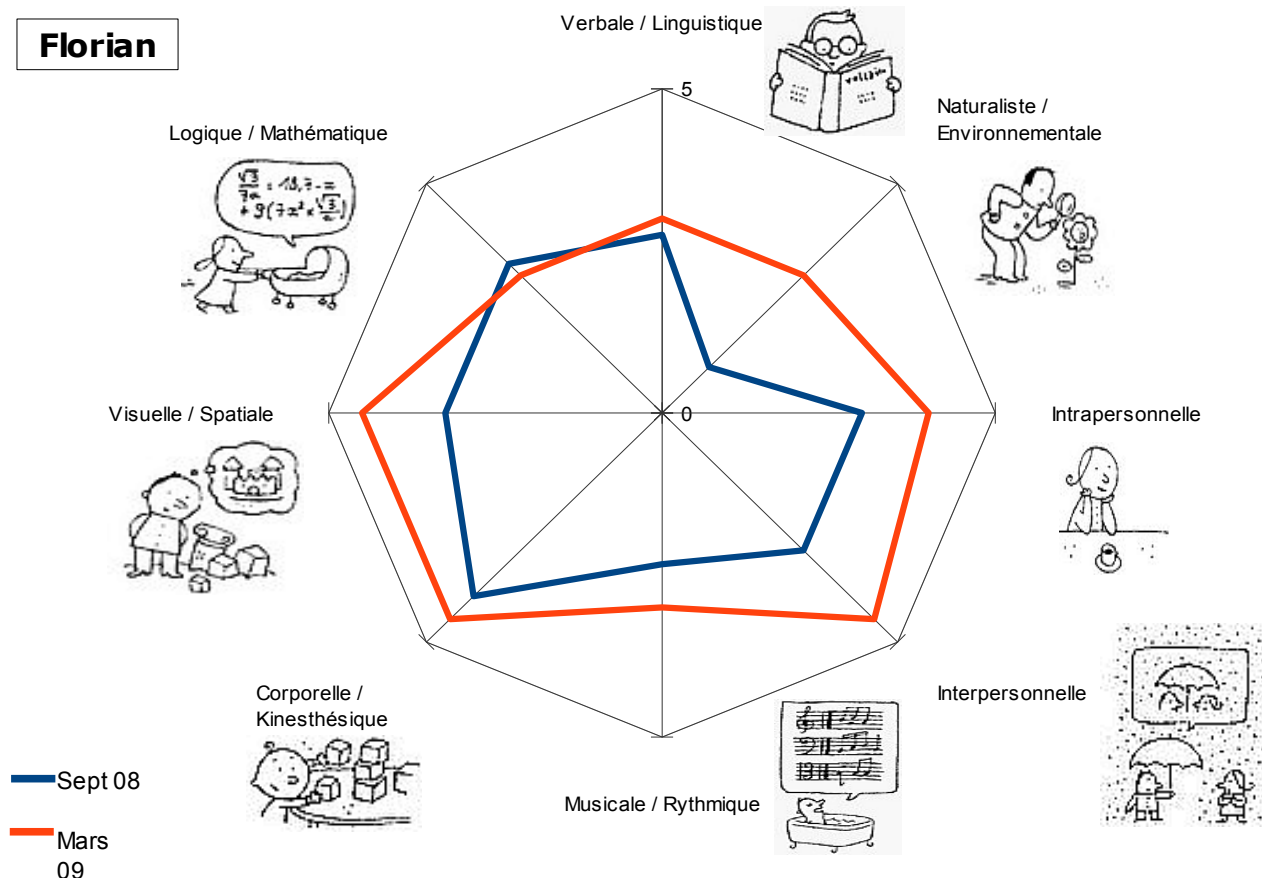 Florian
Verbale / Linguistique
5
voltaire
Naturaliste /
Environnementale
Logique / Mathématique
Visuelle / Spatiale
0
Intrapersonnelle
Corporelle /
Kinesthésique
Interpersonnelle
Musicale / Rythmique
Sept 08
Mars
09